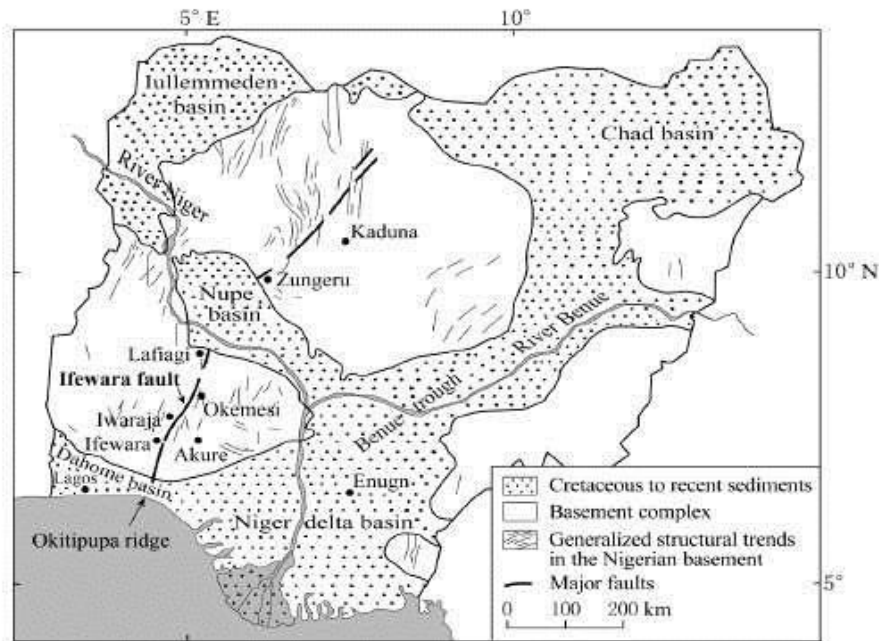 5° E
10°
Iullemmeden
basin
Chad basin
River Niger
Kaduna
Zungeru
10° N
Nupe
basin
River Benue
Lafiagi
Ifewara fault
Okemesi
Benue Trough
Iwaraja
Ifewara
Akure
Dahome basin
Lagos
Enugn
Niger delta basin
Okitipupa ridge
Cretaceous to recent sediments
Basement complex
Generalized structural trends
in the Nigerian basement
Major faults
0 100 200 km
5°